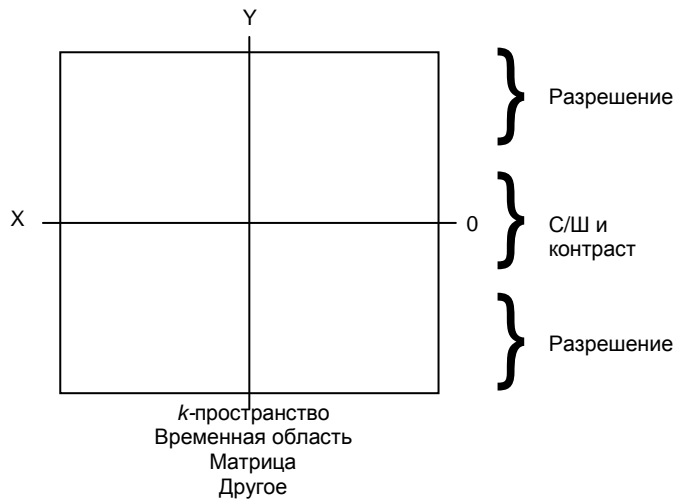 Y
Разрешение
X
0
С/Ш и
контраст
Разрешение
k-пространство
Временная область
Матрица
Другое